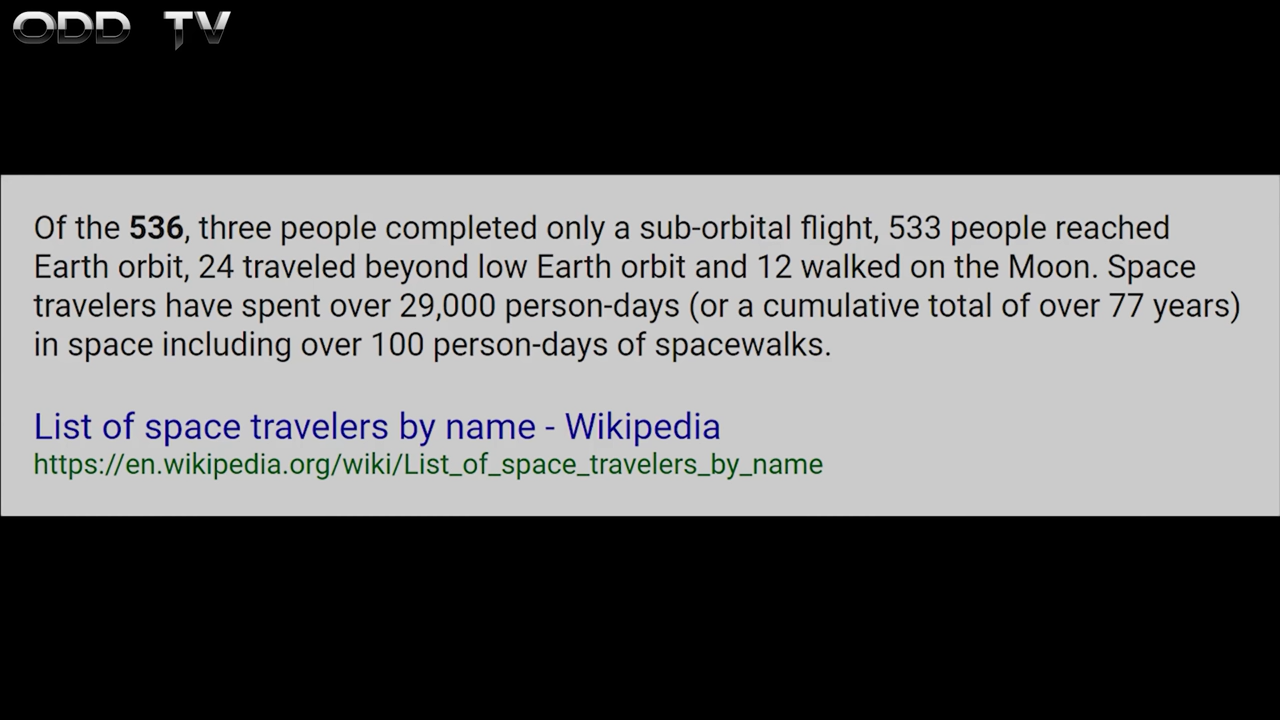 ODD TV
Of the 536, three people completed only a sub-orbital flight, 533 people reached
Earth orbit, 24 traveled beyond low Earth orbit and 12 walked on the Moon. Space
travelers have spent over 29,000 person-days (or a cumulative total of over 77 years)
in space including over 100 person-days of spacewalks.
List of space travelers by name - Wikipedia
https://en.wikipedia.org/wiki/List_of_space_travelers_by_name